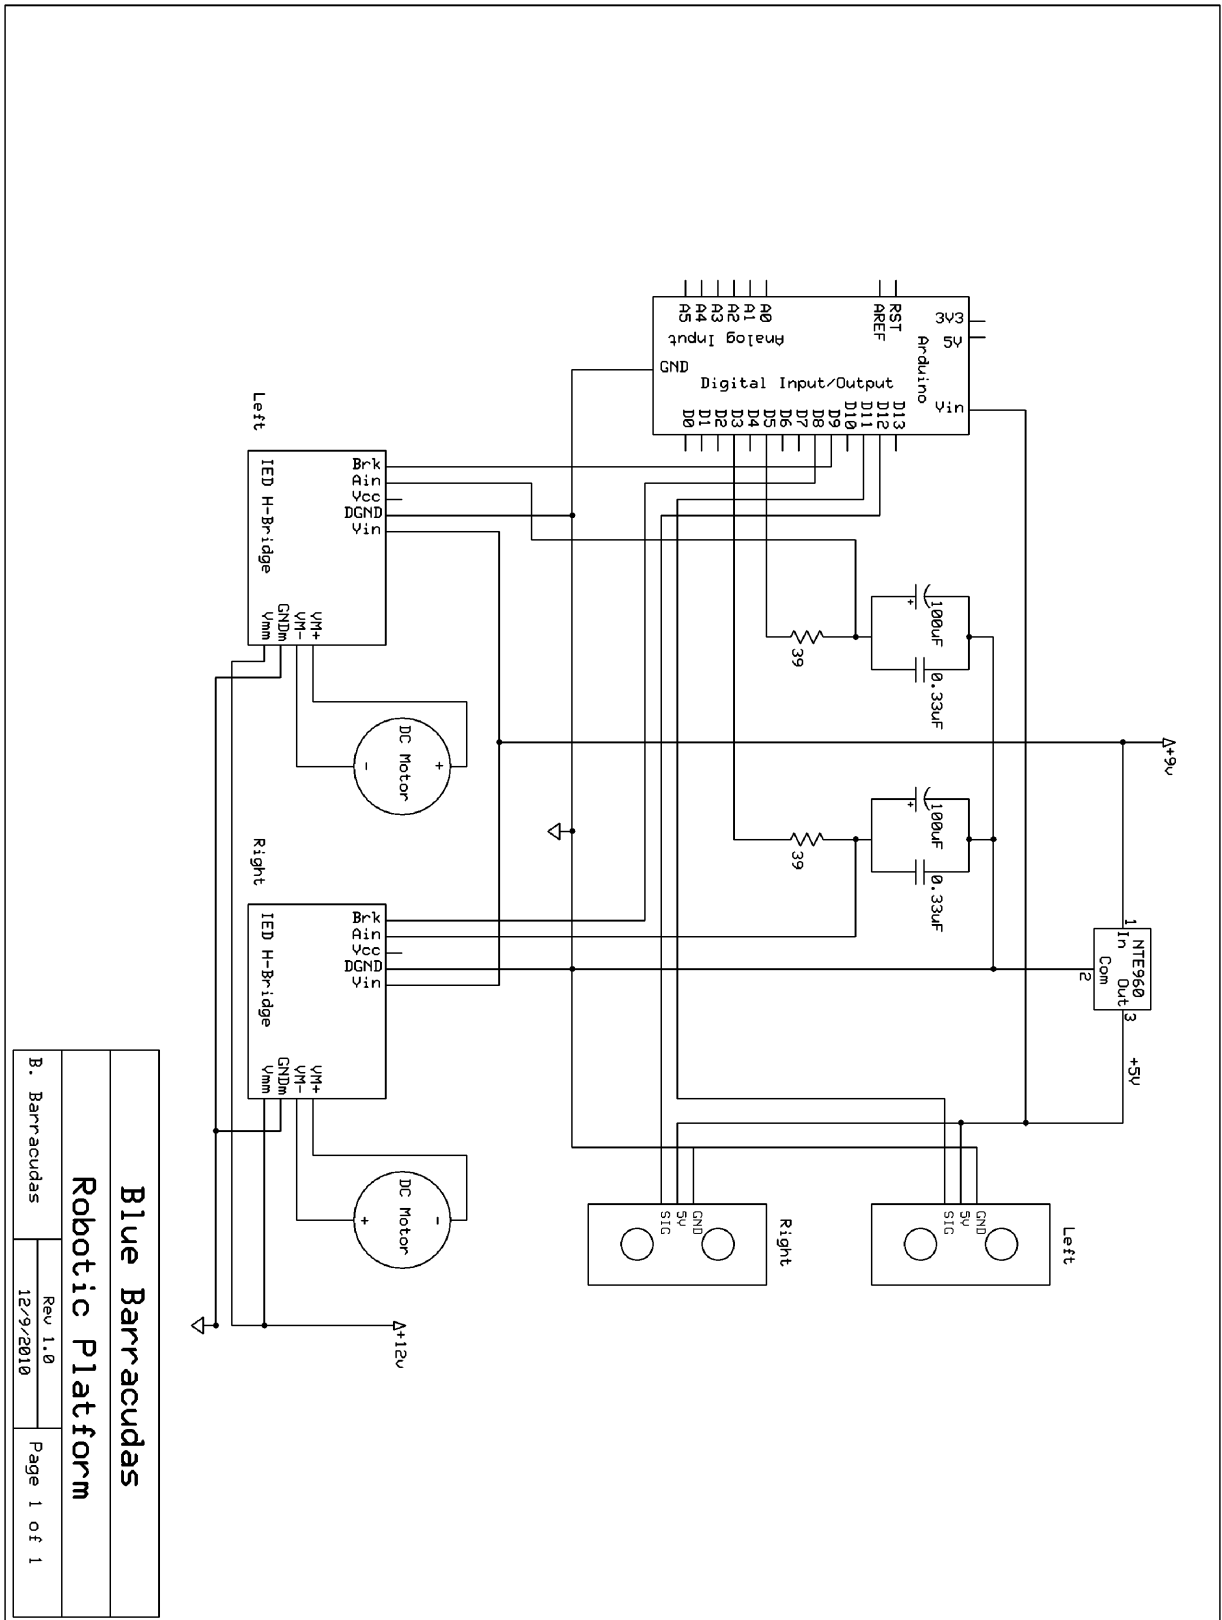 3V3
5V
Vin
Arduino
RST
AREF
A0
A1
A2
A3
A4
A5
Analog Input
GND
Digital Input/Output
D0
D1
D2
D3
D4
D5
D6
D7
D8
D9
D10
D11
D12
D13
Left
IED H-Bridge
Brk
Ain
Vcc
DGND
Vin
Vmm
GNDm
VM-
VM+
DC Motor
-
+
39
+
100uF
0.33uF
+9v
39
+
100uF
0.33uF
1
In
NTE960
Out
3
Com
2
+5V
Right
IED H-Bridge
Brk
Ain
Vcc
DGND
Vin
Vmm
GNDm
VM-
VM+
DC Motor
+
-
+12v
GND
5V
SIG
Right
GND
5V
SIG
Left
Blue Barracudas
Robotic Platform
B. Barracudas
Rev 1.0
12/9/2010
Page 1 of 1